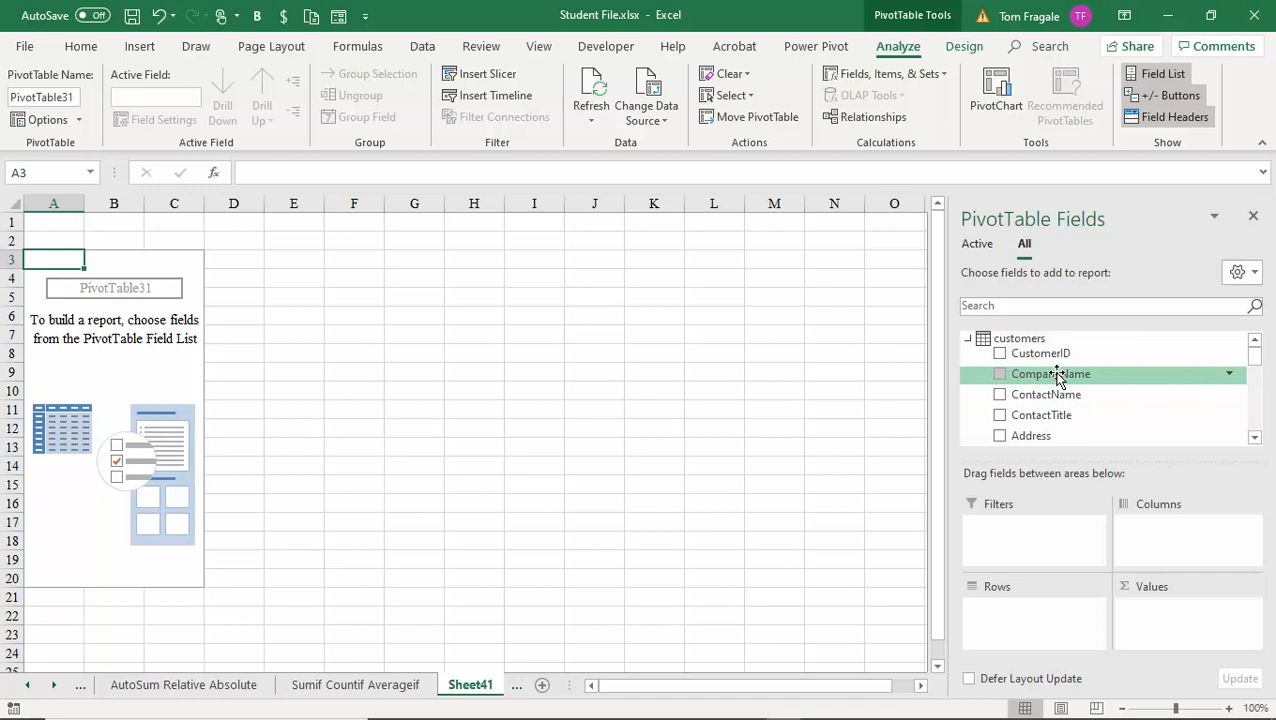 AutoSave Off Student File.xlsx - Excel PivotTable Tools Tom Fragale TF
File Home Insert Draw Page Layout Formulas Data Review View Developer Help Acrobat Power Pivot Analyze Design Search Share Comments
PivotTable Name: Active Field: Group Selection Insert Slicer Clear Fields, Items, & Sets Field List
PivotTable31 Drill Down Drill Up Ungroup Insert Timeline Refresh Change Data Source Select OLAP Tools PivotChart Recommended PivotTables +/- Buttons
Options Field Settings Group Field Filter Connections Move PivotTable Relationships Field Headers
PivotTable Active Field Group Filter Data Actions Calculations Tools Show
A3 fx
A B C D E F G H I J K L M N O
1
2
3
4
5
6
7
8
9
10
11
12
13
14
15
16
17
18
19
20
21
22
23
24
25
PivotTable31
To build a report, choose fields
from the PivotTable Field List
PivotTable Fields
Active All
Choose fields to add to report:
Search
customers
CustomerID
CompanyName
ContactName
ContactTitle
Address
Drag fields between areas below:
Filters Columns
Rows Σ Values
Defer Layout Update Update
... AutoSum Relative Absolute Sumif Countif Averageif Sheet41 ...
100%